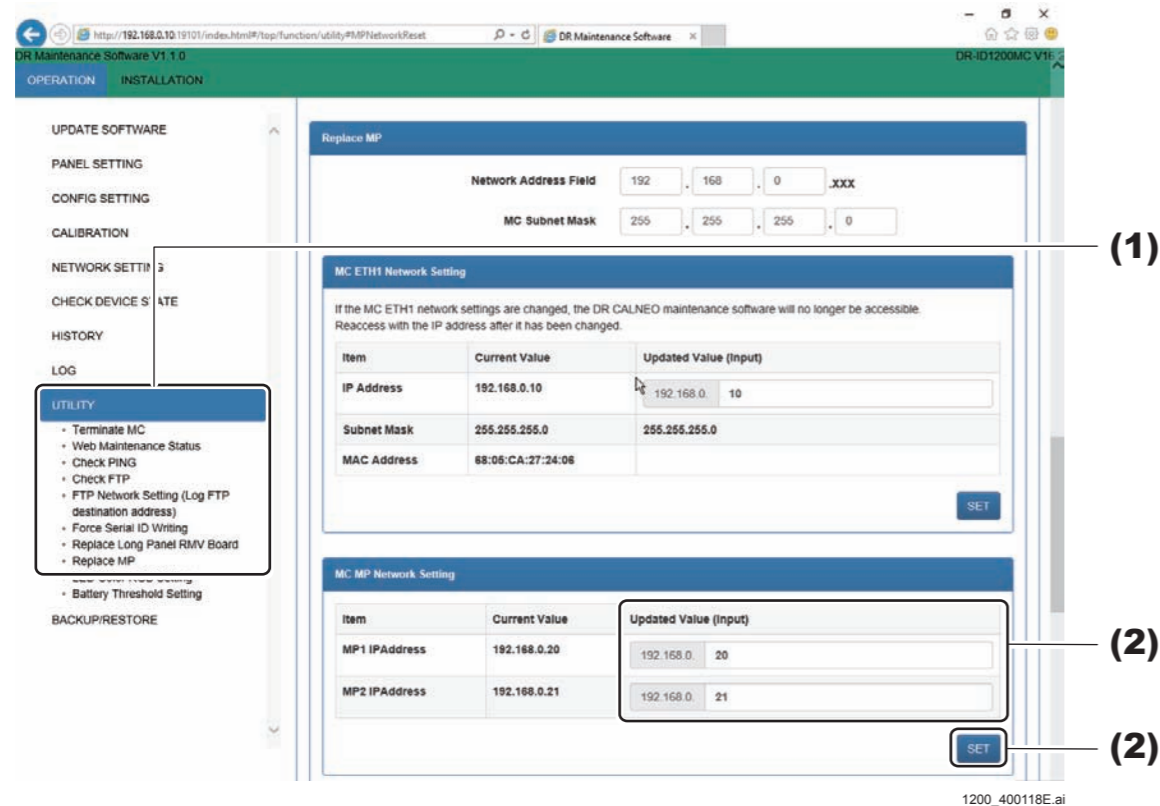 http://192.168.0.10:19101/index.html#/top/function/utility#MPNetworkReset
DR Maintenance Software
DR Maintenance Software V1.1.0
DR-ID1200MC V16.2
OPERATION INSTALLATION
UPDATE SOFTWARE
PANEL SETTING
CONFIG SETTING
CALIBRATION
NETWORK SETTING
CHECK DEVICE STATE
HISTORY
LOG
UTILITY
• Terminate MC
• Web Maintenance Status
• Check PING
• Check FTP
• FTP Network Setting (Log FTP
destination address)
• Force Serial ID Writing
• Replace Long Panel RMV Board
• Replace MP
• Battery Threshold Setting
BACKUP/RESTORE
Replace MP
Network Address Field 192 . 168 . 0 .xxx
MC Subnet Mask 255 . 255 . 255 . 0
(1)
MC ETH1 Network Setting
If the MC ETH1 network settings are changed, the DR CALNEO maintenance software will no longer be accessible.
Reaccess with the IP address after it has been changed.
Item Current Value Updated Value (Input)
IP Address 192.168.0.10 192.168.0. 10
Subnet Mask 255.255.255.0 255.255.255.0
MAC Address 68:05:CA:27:24:06
SET
MC MP Network Setting
Item Current Value Updated Value (Input)
MP1 IPAddress 192.168.0.20 192.168.0. 20
(2)
MP2 IPAddress 192.168.0.21 192.168.0. 21
SET
(2)
1200_400118E.ai